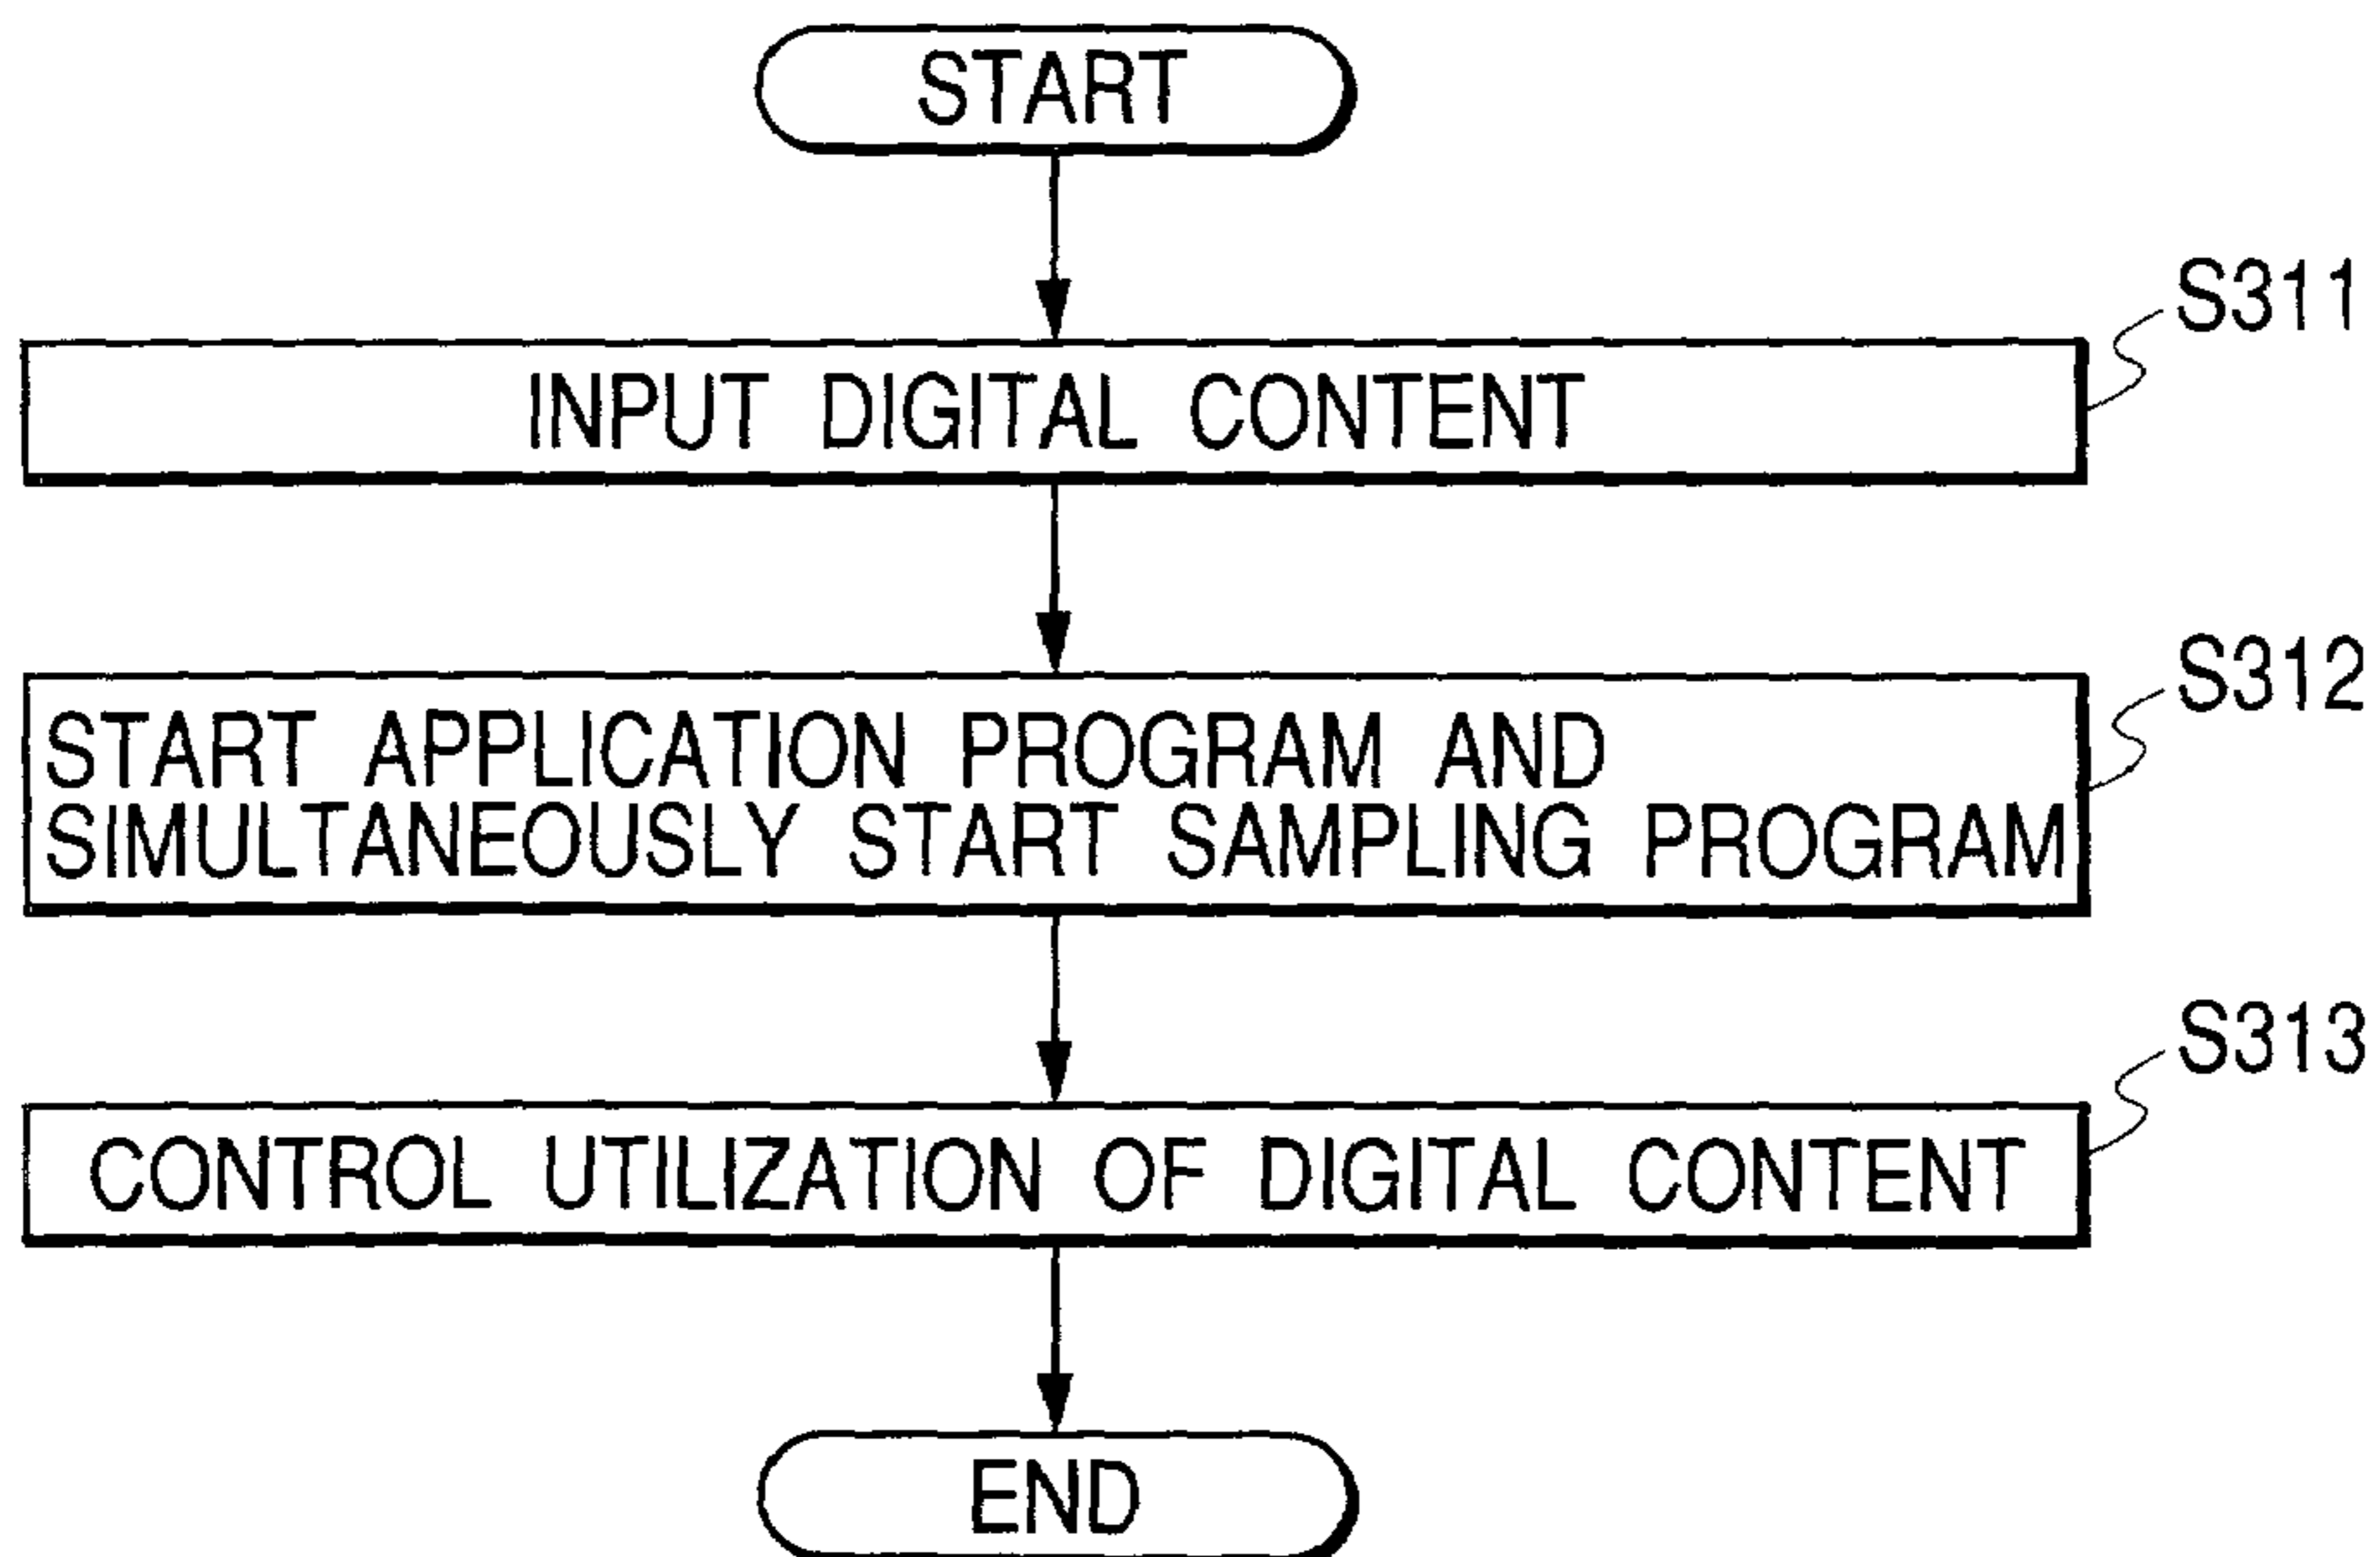 START
S311
INPUT DIGITAL CONTENT
S312
START APPLICATION PROGRAM AND
SIMULTANEOUSLY START SAMPLING PROGRAM
S313
CONTROL UTILIZATION OF DIGITAL CONTENT
END